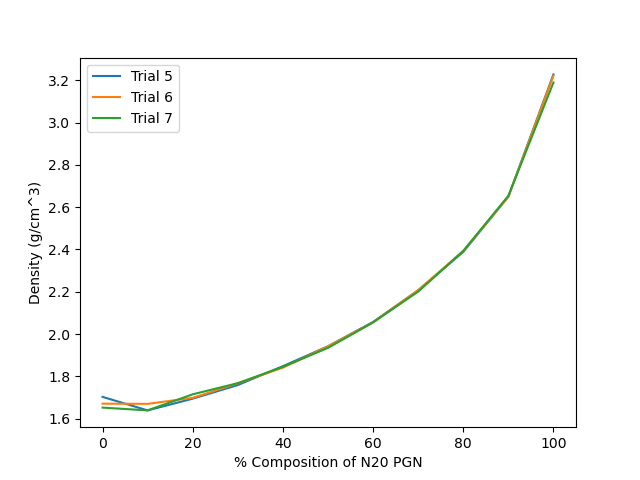 Trial 5
Trial 6
Trial 7
3.2
3.0
2.8
2.6
2.4
2.2
2.0
1.8
1.6
Density (g/cm^3)
0 20 40 60 80 100
% Composition of N20 PGN